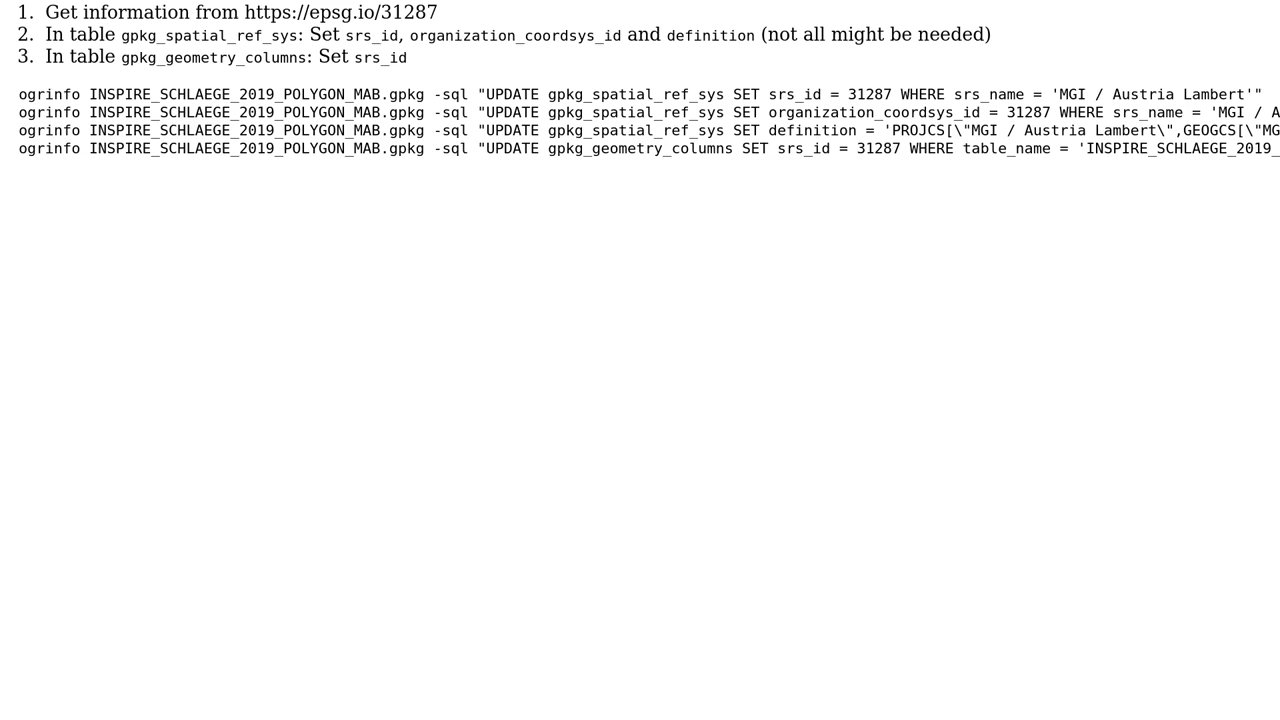 1. Get information from https://epsg.io/31287
2. In table gpkg_spatial_ref_sys: Set srs_id, organization_coordsys_id and definition (not all might be needed)
3. In table gpkg_geometry_columns: Set srs_id
ogrinfo INSPIRE_SCHLAEGE_2019_POLYGON_MAB.gpkg -sql "UPDATE gpkg_spatial_ref_sys SET srs_id = 31287 WHERE srs_name = 'MGI / Austria Lambert'"
ogrinfo INSPIRE_SCHLAEGE_2019_POLYGON_MAB.gpkg -sql "UPDATE gpkg_spatial_ref_sys SET organization_coordsys_id = 31287 WHERE srs_name = 'MGI / A
ogrinfo INSPIRE_SCHLAEGE_2019_POLYGON_MAB.gpkg -sql "UPDATE gpkg_spatial_ref_sys SET definition = 'PROJCS[\"MGI / Austria Lambert\",GEOGCS[\"MG
ogrinfo INSPIRE_SCHLAEGE_2019_POLYGON_MAB.gpkg -sql "UPDATE gpkg_geometry_columns SET srs_id = 31287 WHERE table_name = 'INSPIRE_SCHLAEGE_2019_